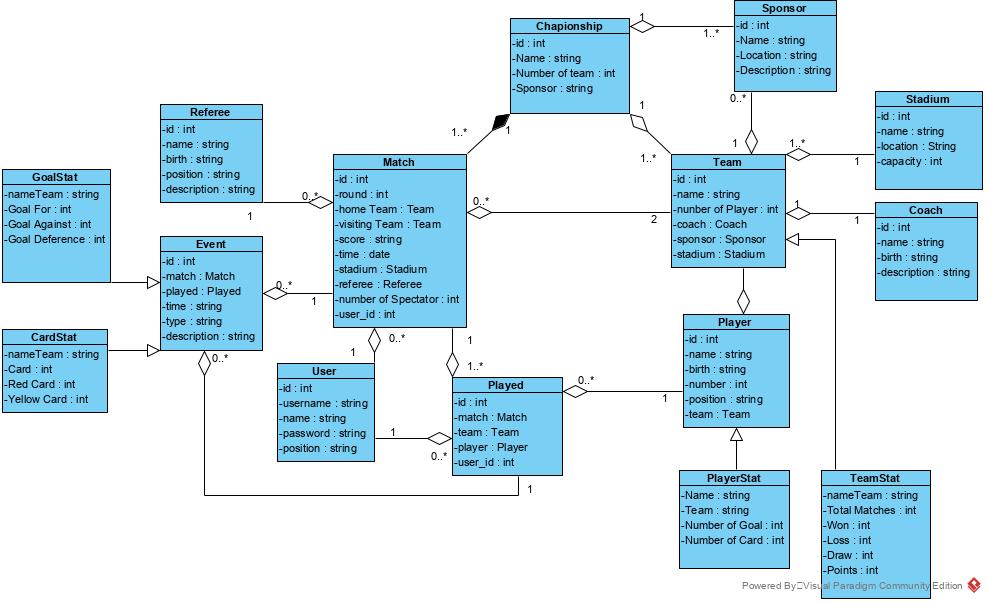 Chapionship
-id : int
-Name : string
-Number of team : int
-Sponsor : string
1
1..*
Sponsor
-id : int
-Name : string
-Location : string
-Description : string
0..*
1
1
1..*
1..*
1
Stadium
-id : int
-name : string
-location : String
-capacity : int
1..*
1
Referee
-id : int
-name : string
-birth : string
-position : string
-description : string
0..*
1
Match
-id : int
-round : int
-home Team : Team
-visiting Team : Team
-score : string
-time : date
-stadium : Stadium
-referee : Referee
-number of Spectator : int
-user_id : int
0..*
2
Team
-id : int
-name : string
-nunber of Player : int
-coach : Coach
-sponsor : Sponsor
-stadium : Stadium
1
1
Coach
-id : int
-name : string
-birth : string
-description : string
GoalStat
-nameTeam : string
-Goal For : int
-Goal Against : int
-Goal Deference : int
Event
-id : int
-match : Match
-played : Played
-time : string
-type : string
-description : string
0..*
1
CardStat
-nameTeam : string
-Card : int
-Red Card : int
-Yellow Card : int
0..*
0..*
1
1
1..*
User
-id : int
-username : string
-name : string
-password : string
-position : string
1
0..*
Played
-id : int
-match : Match
-team : Team
-player : Player
-user_id : int
0..*
1
1
Player
-id : int
-name : string
-birth : string
-number : int
-position : string
-team : Team
PlayerStat
-Name : string
-Team : string
-Number of Goal : int
-Number of Card : int
TeamStat
-nameTeam : string
-Total Matches : int
-Won : int
-Loss : int
-Draw : int
-Points : int
Powered By Visual Paradigm Community Edition